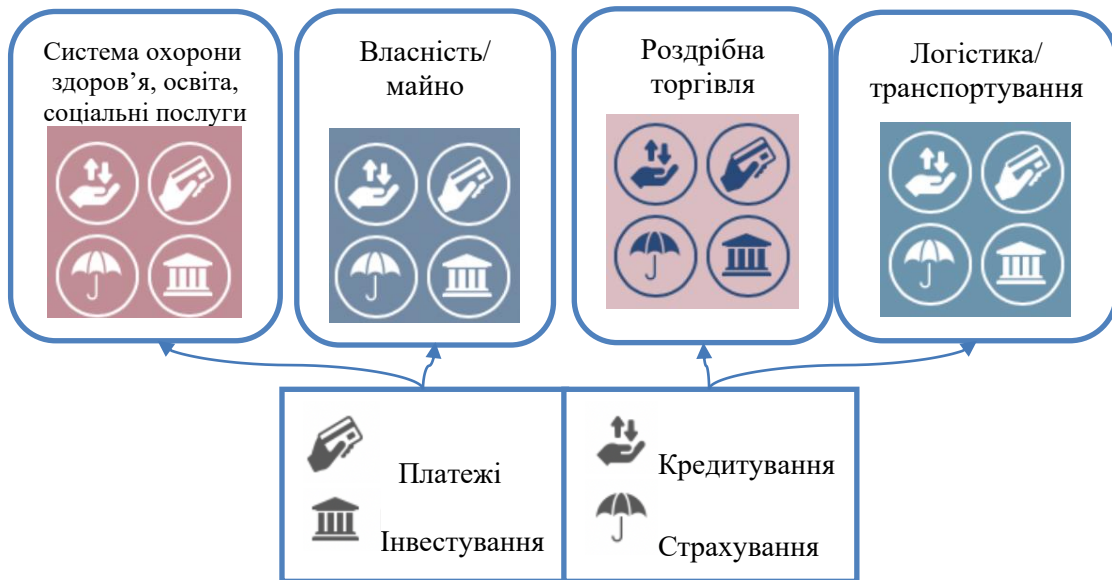 Система охорони
здоров’я, освіта,
соціальні послуги
Власність/
майно
Роздрібна
торгівля
Логістика/
транспортування
Платежі
Інвестування
Кредитування
Страхування